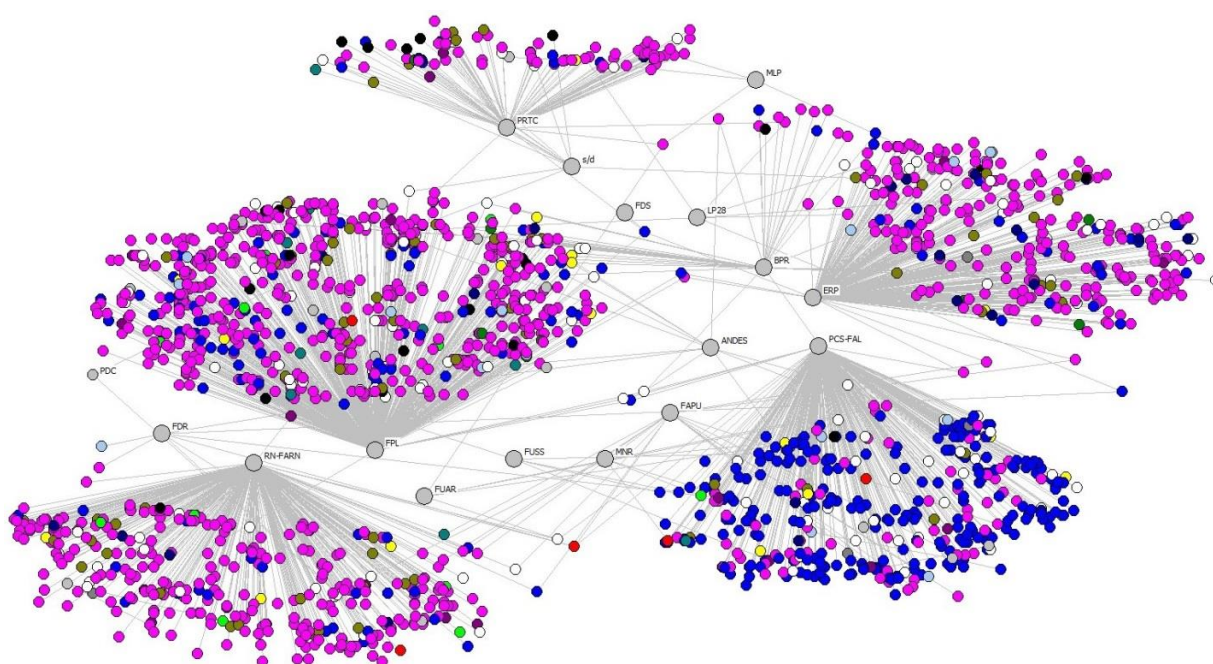 MLP
PRTC
s/d
FDS
LP28
BPR
ERP
ANDES
PCS-FAL
PDC
FAPU
FDR
FPL
RN-FARN
FUSS
MNR
FUAR